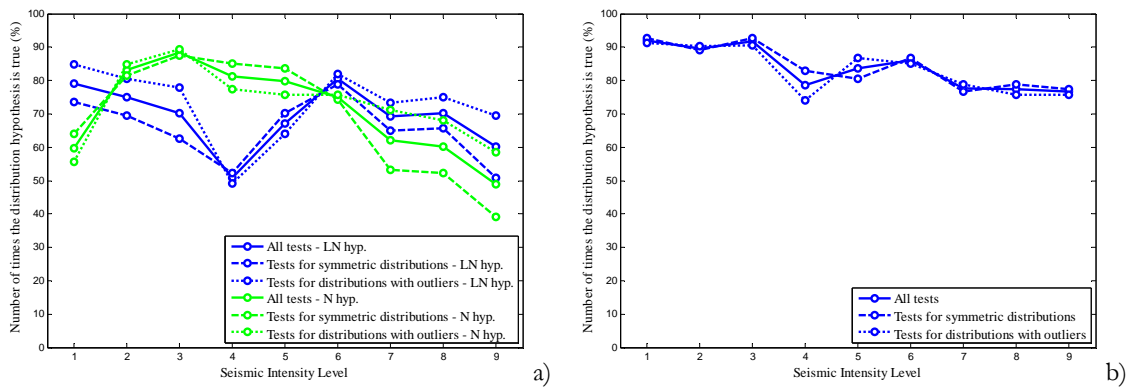 Number of times the distribution hypothesis is true (%)
100
90
80
70
60
50
40
30
20
10
0
All tests - LN hyp.
Tests for symmetric distributions - LN hyp.
Tests for distributions with outliers - LN hyp.
All tests - N hyp.
Tests for symmetric distributions - N hyp.
Tests for distributions with outliers - N hyp.
1 2 3 4 5 6 7 8 9
Seismic Intensity Level
a)
Number of times the distribution hypothesis is true (%)
100
90
80
70
60
50
40
30
20
10
0
All tests
Tests for symmetric distributions
Tests for distributions with outliers
1 2 3 4 5 6 7 8 9
Seismic Intensity Level
b)